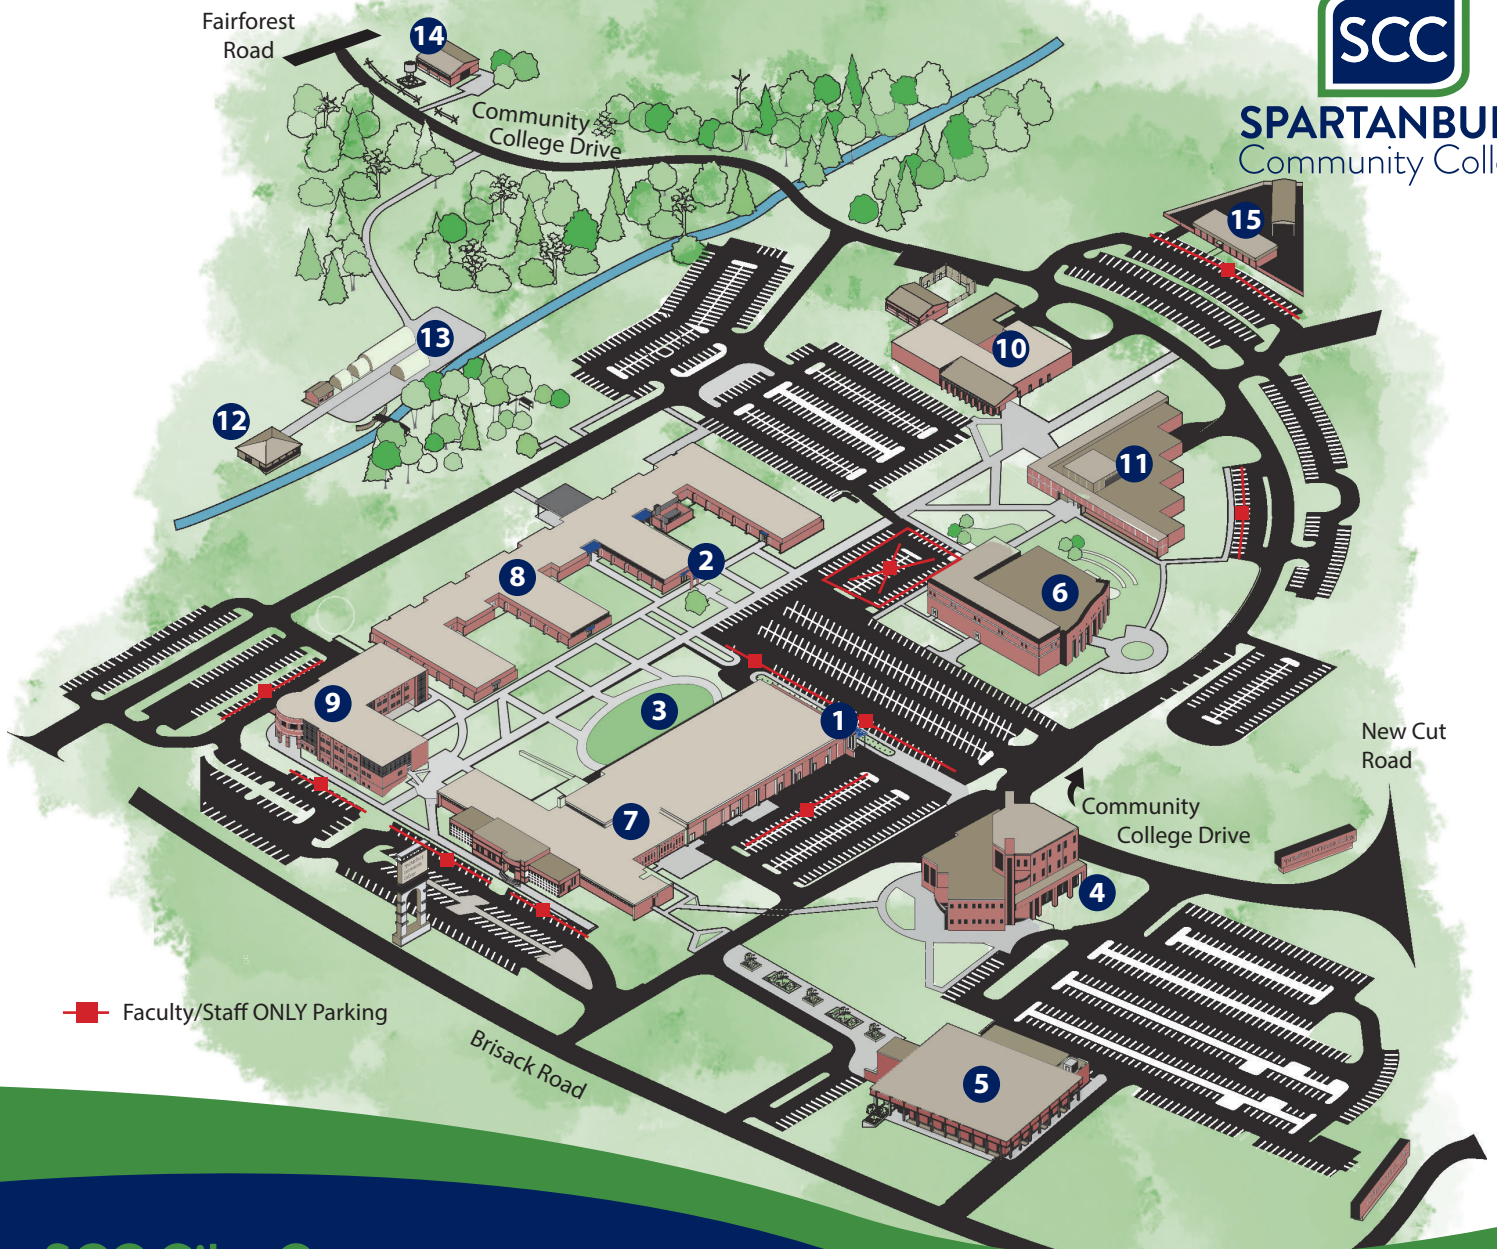 Fairforest
Road
14
SCC
Community
College Drive
SPARTANBU
Community Coll
15
13
10
12
11
2
8
6
9
3
1
New Cut
Road
7
Community
College Drive
4
Faculty/Staff ONLY Parking
Brisack Road
5